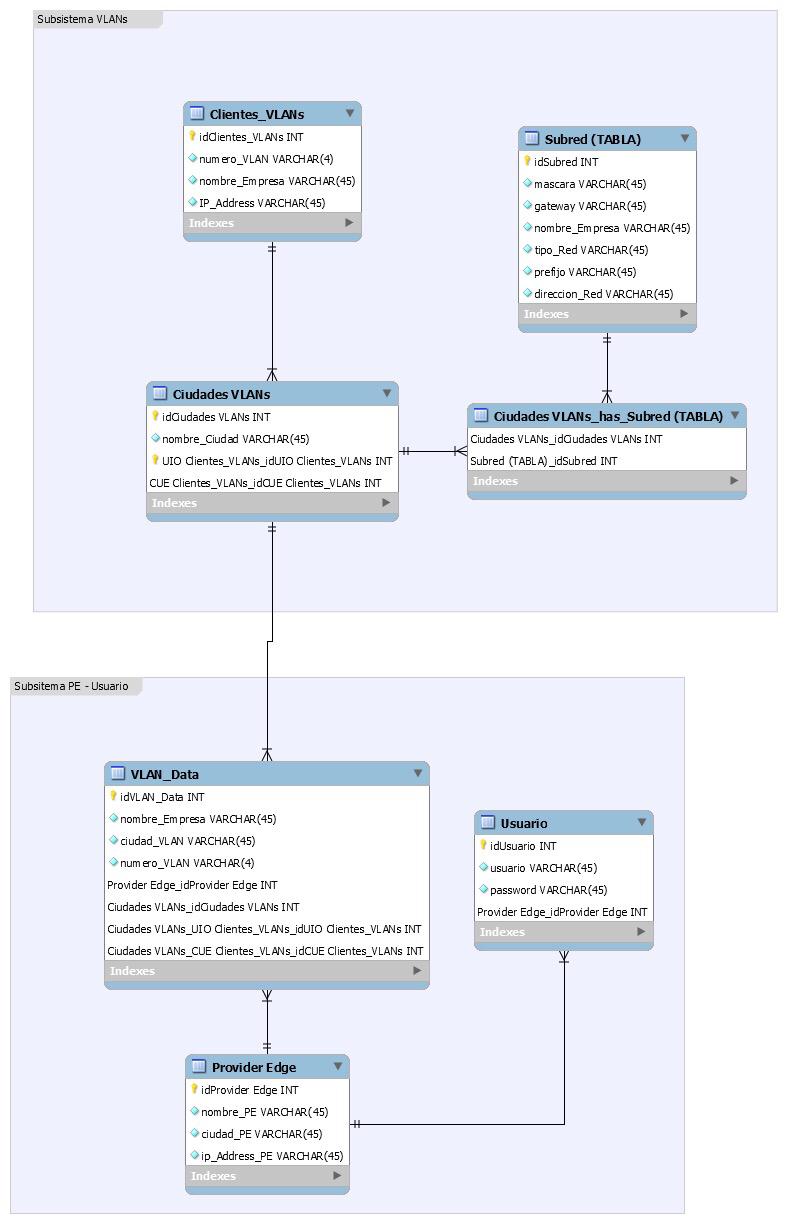 Subsistema VLANs
Clientes_VLANs
idClientes_VLANs INT
numero_VLAN VARCHAR(4)
nombre_Empresa VARCHAR(45)
IP_Address VARCHAR(45)
Indexes
Subred (TABLA)
idSubred INT
mascara VARCHAR(45)
gateway VARCHAR(45)
nombre_Empresa VARCHAR(45)
tipo_Red VARCHAR(45)
prefijo VARCHAR(45)
direccion_Red VARCHAR(45)
Indexes
Ciudades VLANs
idCiudades VLANs INT
nombre_Ciudad VARCHAR(45)
UIO Clientes_VLANs_idUIO Clientes_VLANs INT
CUE Clientes_VLANs_idCUE Clientes_VLANs INT
Indexes
Ciudades VLANs_has_Subred (TABLA)
Ciudades VLANs_idCiudades VLANs INT
Subred (TABLA)_idSubred INT
Indexes
Subsitema PE - Usuario
VLAN_Data
idVLAN_Data INT
nombre_Empresa VARCHAR(45)
ciudad_VLAN VARCHAR(45)
numero_VLAN VARCHAR(4)
Provider Edge_idProvider Edge INT
Ciudades VLANs_idCiudades VLANs INT
Ciudades VLANs_UIO Clientes_VLANs_idUIO Clientes_VLANs INT
Ciudades VLANs_CUE Clientes_VLANs_idCUE Clientes_VLANs INT
Indexes
Usuario
idUsuario INT
usuario VARCHAR(45)
password VARCHAR(45)
Provider Edge_idProvider Edge INT
Indexes
Provider Edge
idProvider Edge INT
nombre_PE VARCHAR(45)
ciudad_PE VARCHAR(45)
ip_Address_PE VARCHAR(45)
Indexes